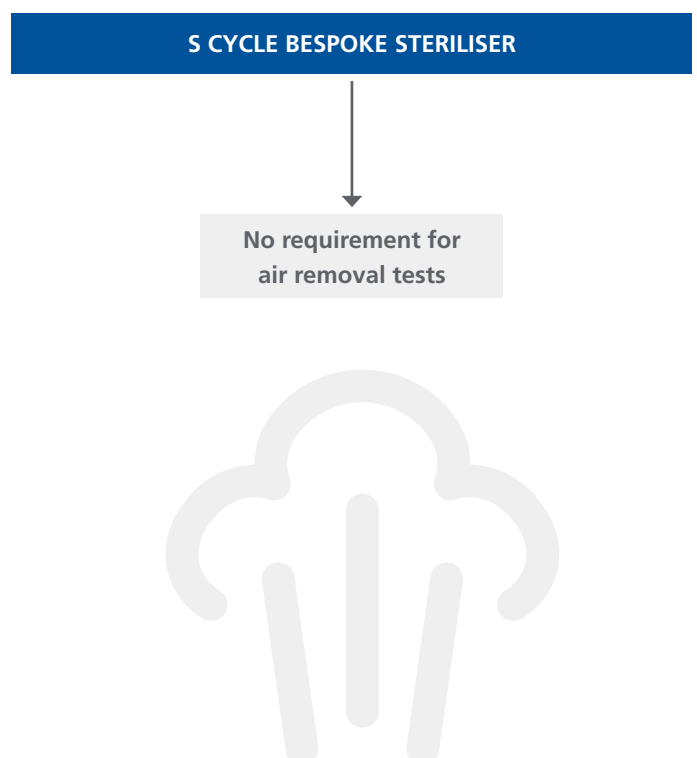 S CYCLE BESPOKE STERILISER
No requirement for
air removal tests